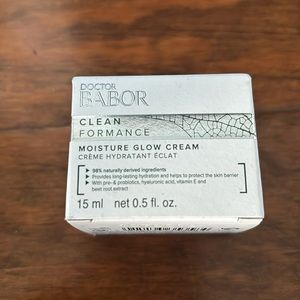 DOCTOR
BABOR
CLEAN
FORMANCE
MOISTURE GLOW CREAM
CRÈME HYDRATANT ÉCLAT
98% naturally derived ingredients
Provides long-lasting hydration and helps to protect the skin barrier
With pre- & probiotics, hyaluronic acid, vitamin E and
beet root extract
15 ml net 0.5 fl. oz.